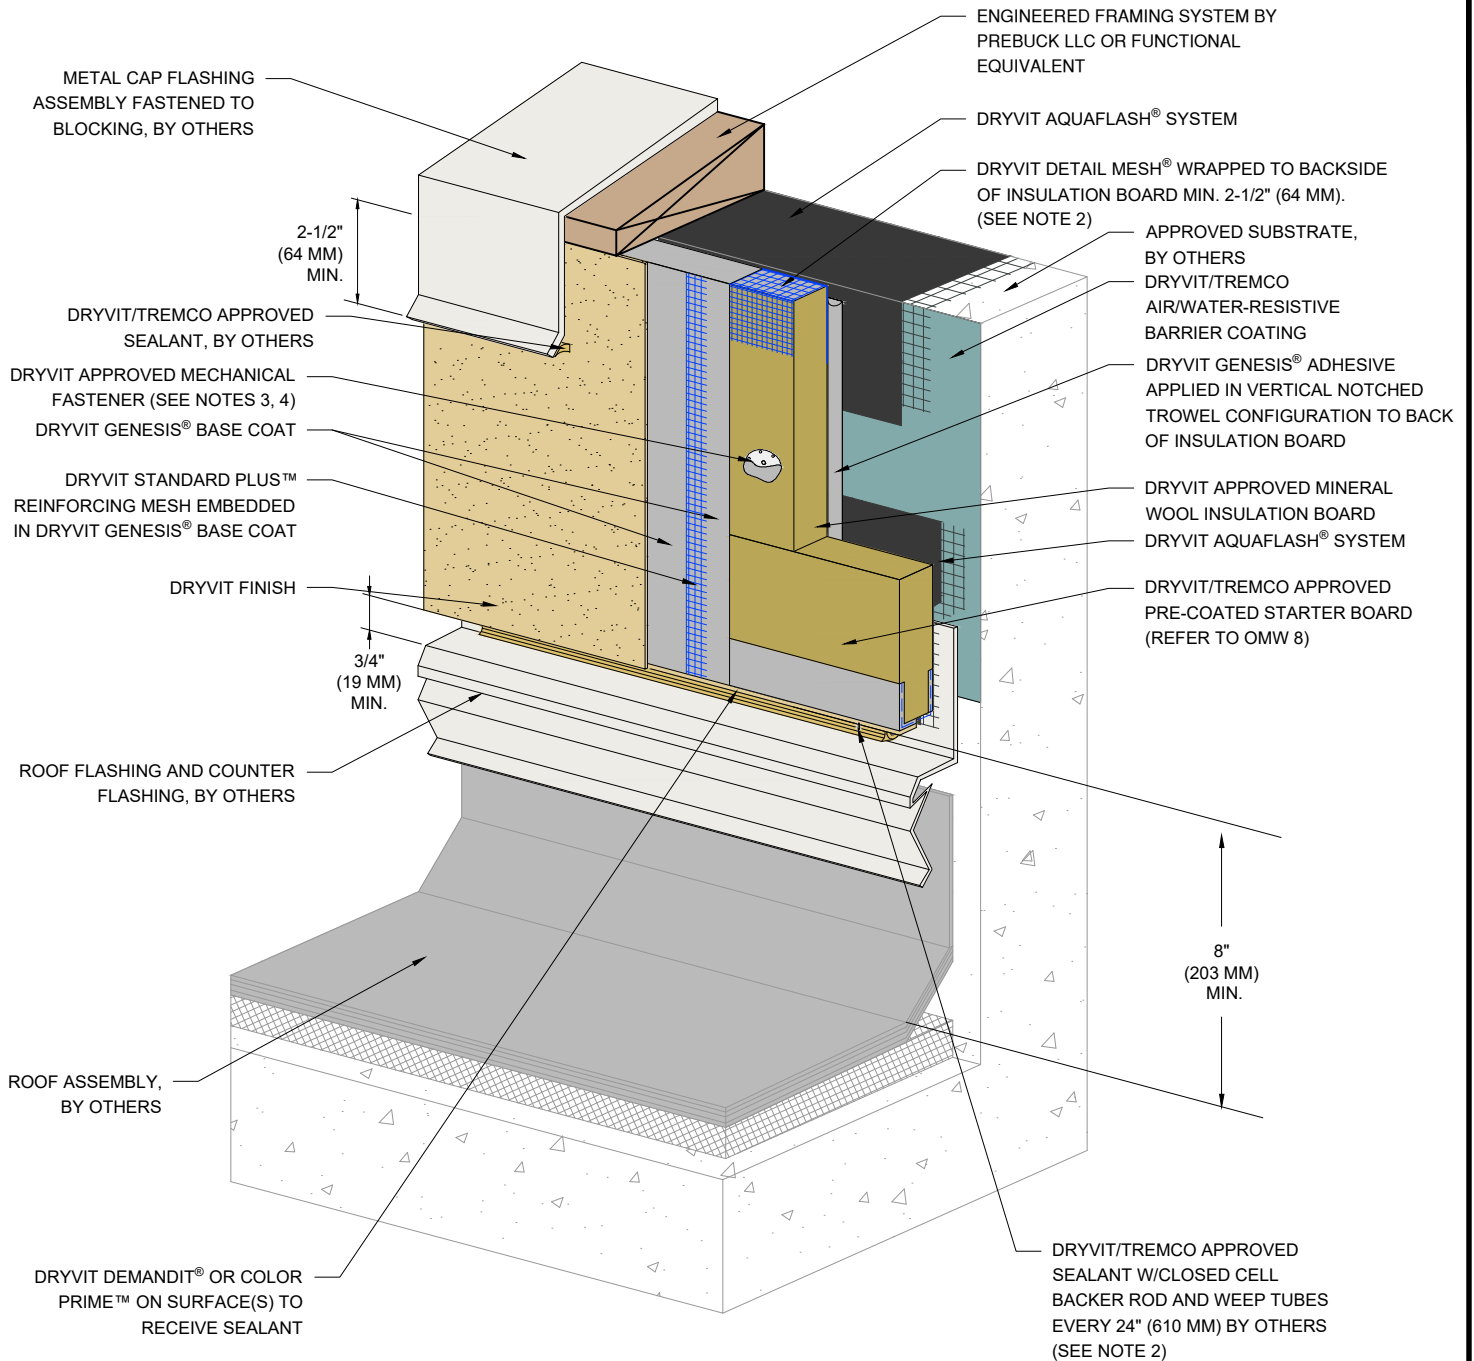 METAL CAP FLASHING
ASSEMBLY FASTENED TO
BLOCKING, BY OTHERS
2-1/2"
(64 MM)
MIN.
DRYVIT/TREMCO APPROVED
SEALANT, BY OTHERS
DRYVIT APPROVED MECHANICAL
FASTENER (SEE NOTES 3, 4)
DRYVIT GENESIS® BASE COAT
DRYVIT STANDARD PLUS™
REINFORCING MESH EMBEDDED
IN DRYVIT GENESIS® BASE COAT
DRYVIT FINISH
3/4"
(19 MM)
MIN.
ROOF FLASHING AND COUNTER
FLASHING, BY OTHERS
ROOF ASSEMBLY,
BY OTHERS
DRYVIT DEMANDIT® OR COLOR
PRIME™ ON SURFACE(S) TO
RECEIVE SEALANT
ENGINEERED FRAMING SYSTEM BY
PREBUCK LLC OR FUNCTIONAL
EQUIVALENT
DRYVIT AQUAFLASH® SYSTEM
DRYVIT DETAIL MESH® WRAPPED TO BACKSIDE
OF INSULATION BOARD MIN. 2-1/2" (64 MM).
(SEE NOTE 2)
APPROVED SUBSTRATE,
BY OTHERS
DRYVIT/TREMCO
AIR/WATER-RESISTIVE
BARRIER COATING
DRYVIT GENESIS® ADHESIVE
APPLIED IN VERTICAL NOTCHED
TROWEL CONFIGURATION TO BACK
OF INSULATION BOARD
DRYVIT APPROVED MINERAL
WOOL INSULATION BOARD
DRYVIT AQUAFLASH® SYSTEM
DRYVIT/TREMCO APPROVED
PRE-COATED STARTER BOARD
(REFER TO OMW 8)
8"
(203 MM)
MIN.
DRYVIT/TREMCO APPROVED
SEALANT W/CLOSED CELL
BACKER ROD AND WEEP TUBES
EVERY 24" (610 MM) BY OTHERS
(SEE NOTE 2)